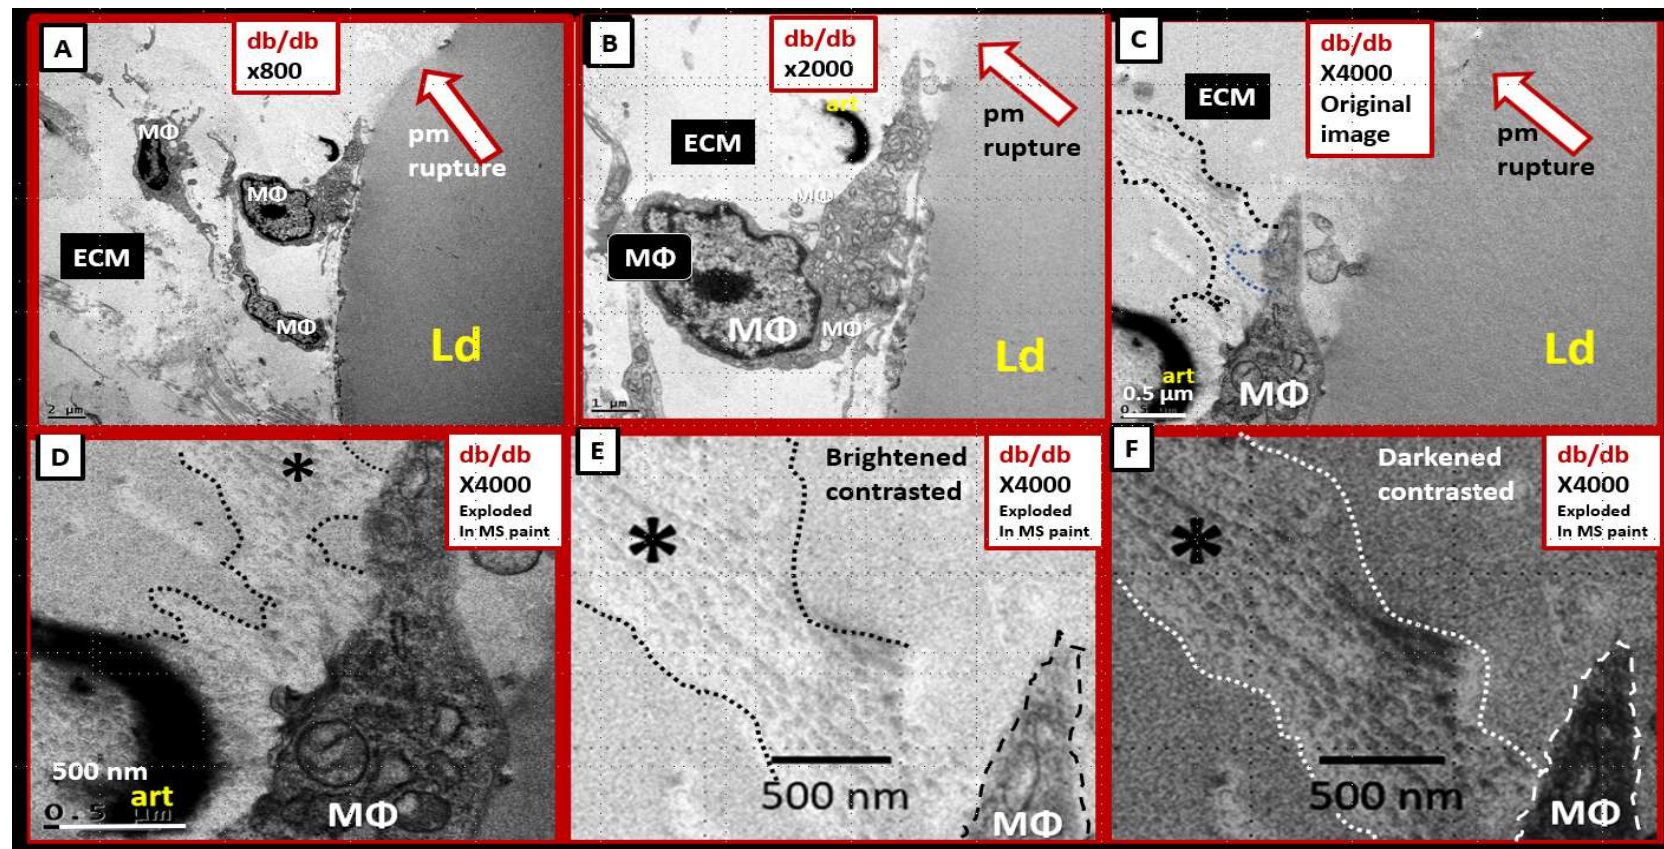 A
db/db
x800
MΦ
pm
rupture
MΦ
ECM
MΦ
Ld
2 µm
B
db/db
x2000
art
pm
rupture
ECM
MΦ
MΦ
MΦ
MΦ
Ld
1 µm
C
db/db
X4000
Original
image
ECM
pm
rupture
Ld
art
0.5 µm
MΦ
D
*
db/db
X4000
Exploded
In MS paint
500 nm
art
0.5 µm
MΦ
E
Brightened
contrasted
db/db
X4000
Exploded
In MS paint
*
500 nm
MΦ
F
Darkened
contrasted
db/db
X4000
Exploded
In MS paint
*
500 nm
MΦ